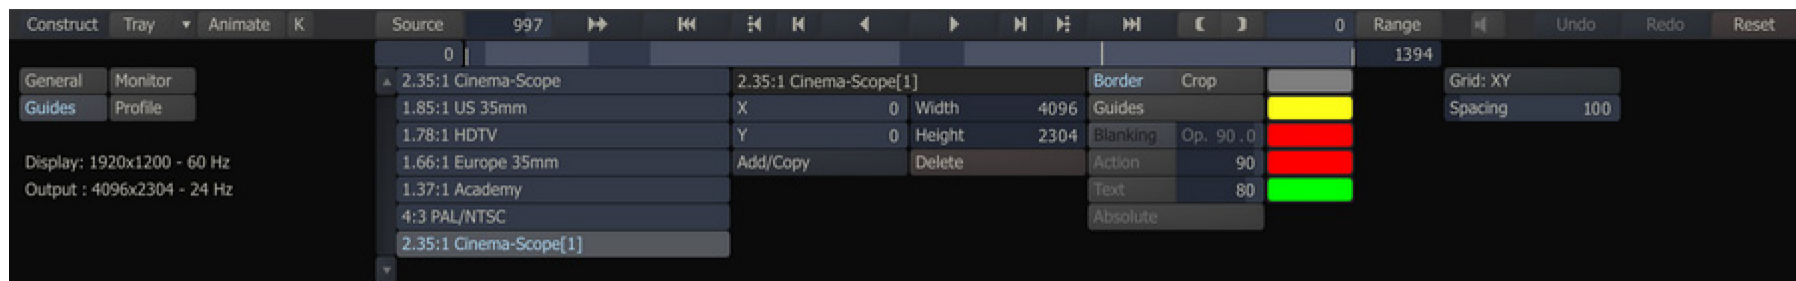 Construct Tray Animate K Source 997 0 Range Undo Redo Reset
0 1394
General Monitor 2.35:1 Cinema-Scope 2.35:1 Cinema-Scope[1] Border Crop Grid: XY
Guides Profile 1.85:1 US 35mm X 0 Width 4096 Guides Spacing 100
1.78:1 HDTV Y 0 Height 2304 Blanking Op. 90.0
Display: 1920x1200 - 60 Hz 1.66:1 Europe 35mm Add/Copy Delete Action 90
Output : 4096x2304 - 24 Hz 1.37:1 Academy Text 80
4:3 PAL/NTSC Absolute
2.35:1 Cinema-Scope[1]